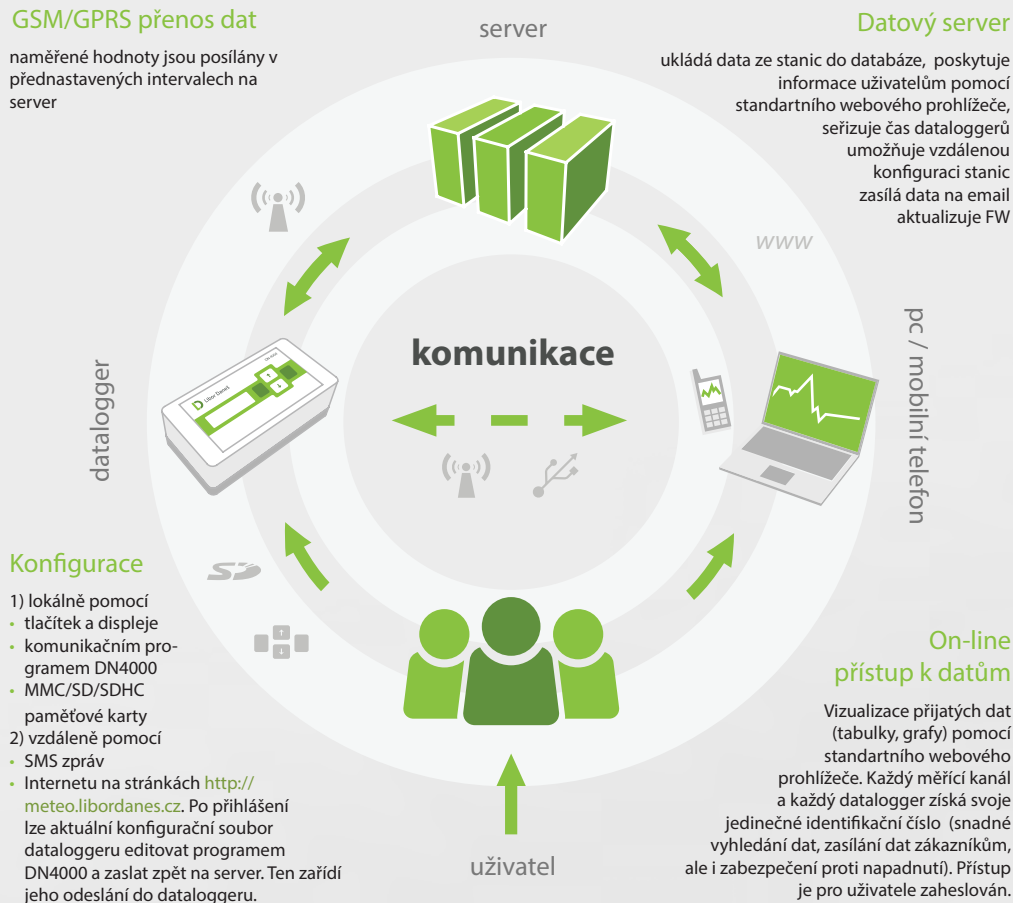 GSM/GPRS přenos dat
naměřené hodnoty jsou posílány v
přednastavených intervalech na
server
server
Datový server
ukládá data ze stanic do databáze, poskytuje
informace uživatelům pomocí
standartního webového prohlížeče,
seřizuje čas dataloggerů
umožňuje vzdálenou
konfiguraci stanic
zasílá data na email
aktualizuje FW
www
datalogger
D Libor Daneš
komunikace
pc / mobilní telefon
Konfigurace
1) lokálně pomocí
• tlačítek a displeje
• komunikačním pro-
gramem DN4000
• MMC/SD/SDHC
paměťové karty
2) vzdáleně pomocí
• SMS zpráv
• Internetu na stránkách http://
meteo.libordanes.cz. Po přihlášení
lze aktuální konfigurační soubor
dataloggeru editovat programem
DN4000 a zaslat zpět na server. Ten zařídí
jeho odeslání do dataloggeru.
SD
uživatel
On-line
přístup k datům
Vizualizace přijatých dat
(tabulky, grafy) pomocí
standartního webového
prohlížeče. Každý měřící kanál
a každý datalogger získá svoje
jedinečné identifikační číslo (snadné
vyhledání dat, zasílání dat zákazníkům,
ale i zabezpečení proti napadnutí). Přístup
je pro uživatele zaheslován.